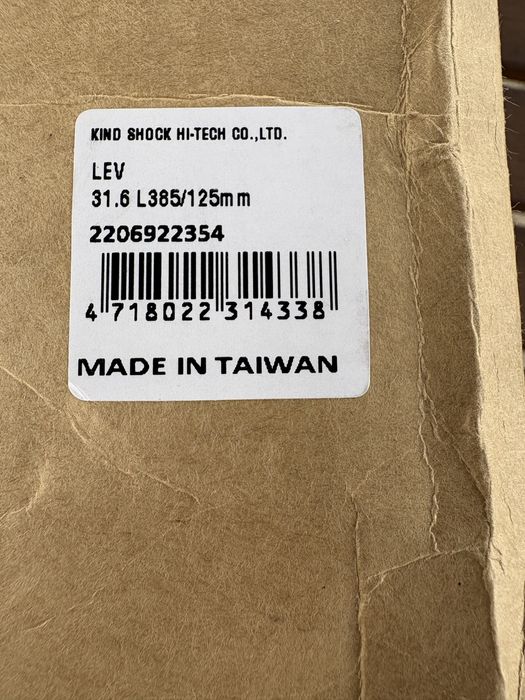 KIND SHOCK HI-TECH CO.,LTD.
LEV
31.6 L385/125mm
2206922354
4 718022 314338
MADE IN TAIWAN